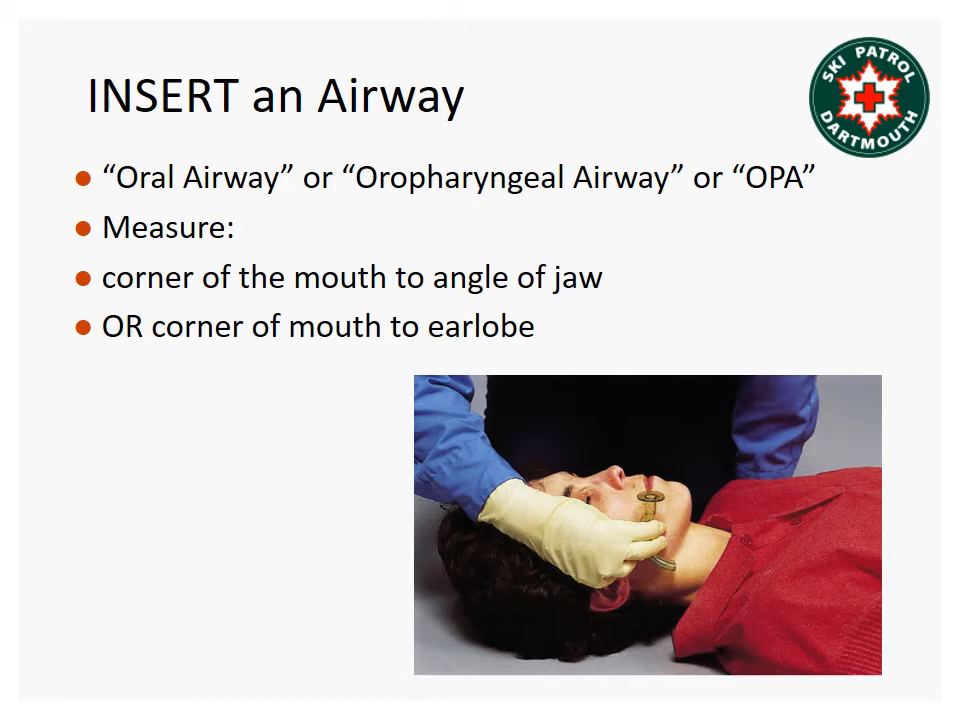 INSERT an Airway
SKI PATROL
DARTMOUTH
“Oral Airway” or “Oropharyngeal Airway” or “OPA”
Measure:
corner of the mouth to angle of jaw
OR corner of mouth to earlobe